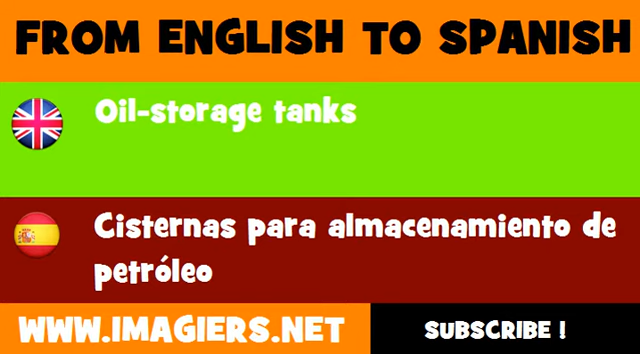 FROM ENGLISH TO SPANISH
Oil-storage tanks
Cisternas para almacenamiento de
petróleo
WWW.IMAGIERS.NET
SUBSCRIBE !